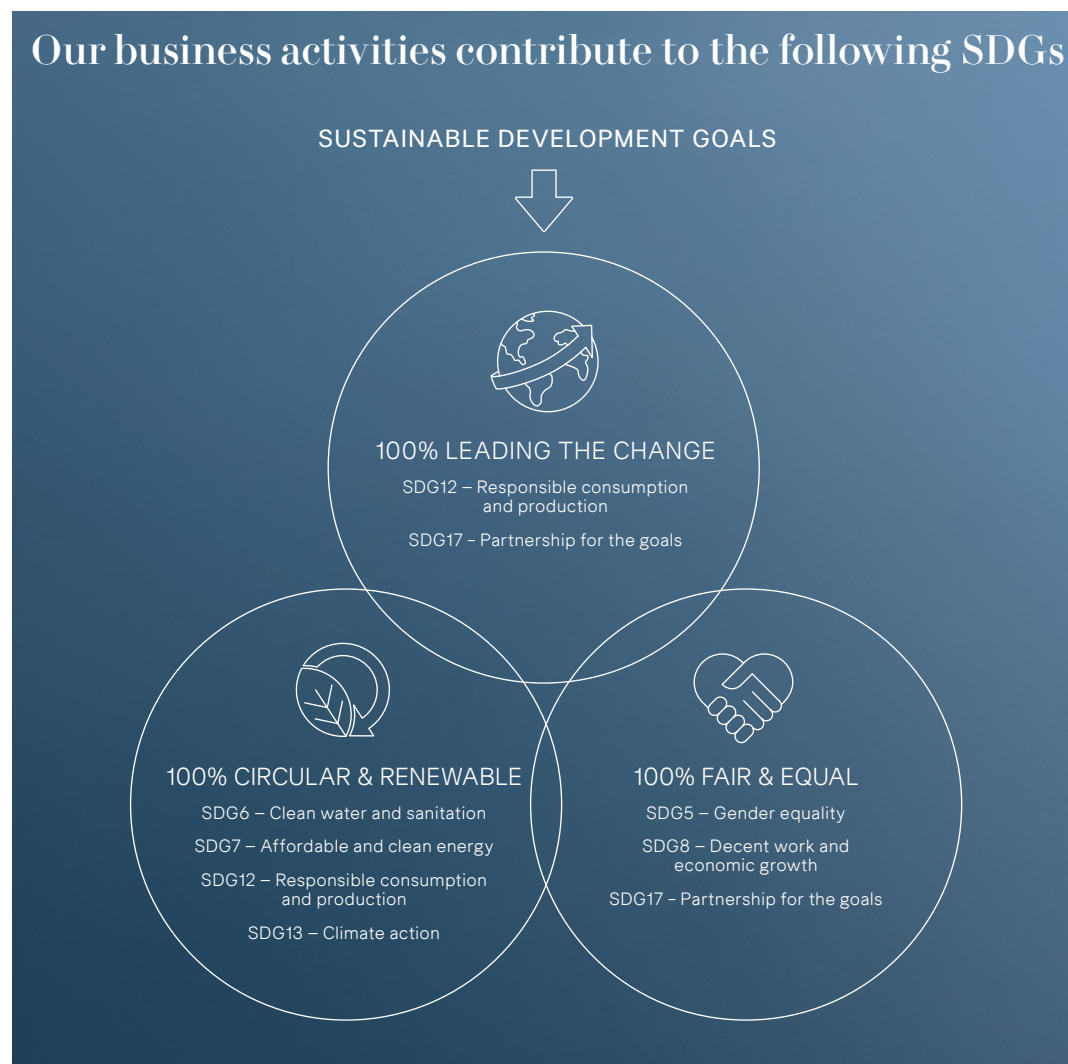 Our business activities contribute to the following SDGs
SUSTAINABLE DEVELOPMENT GOALS
100% LEADING THE CHANGE
SDG12 – Responsible consumption
and production
SDG17 - Partnership for the goals
100% CIRCULAR & RENEWABLE
SDG6 – Clean water and sanitation
SDG7 – Affordable and clean energy
SDG12 – Responsible consumption
and production
SDG13 – Climate action
100% FAIR & EQUAL
SDG5 – Gender equality
SDG8 – Decent work and
economic growth
SDG17 - Partnership for the goals